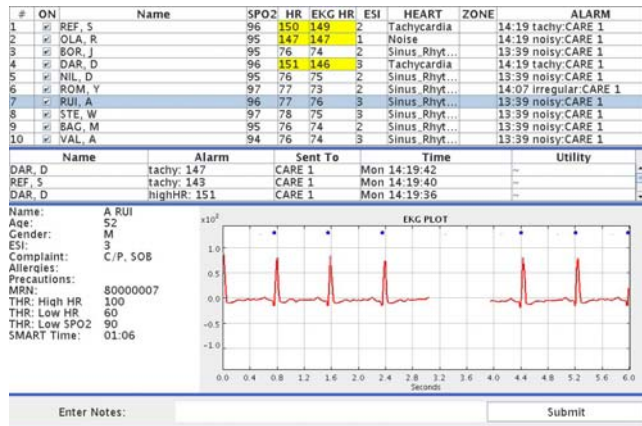 # ON Name SPO2 HR EKG HR ESI HEART ZONE ALARM
1 REF, S 96 150 149 2 Tachycardia 14:19 tachy:CARE 1
2 OLA, R 95 147 147 1 Noise 14:19 noisy:CARE 1
3 BOR, J 95 76 74 2 Sinus_Rhyt... 13:39 noisy:CARE 1
4 DAR, D 96 151 146 3 Tachycardia 14:19 tachy:CARE 1
5 NIL, D 95 76 75 2 Sinus_Rhyt... 13:39 noisy:CARE 1
6 ROM, Y 97 77 73 2 Sinus_Rhyt... 14:07 irregular:CARE 1
7 RUI, A 96 77 76 3 Sinus_Rhyt... 13:39 noisy:CARE 1
8 STE, W 97 78 75 3 Sinus_Rhyt... 13:39 noisy:CARE 1
9 BAG, M 95 76 74 2 Sinus_Rhyt... 13:39 noisy:CARE 1
10 VAL, A 94 76 74 3 Sinus_Rhyt... 13:39 noisy:CARE 1
Name Alarm Sent To Time Utility
DAR, D tachy: 147 CARE 1 Mon 14:19:42 ~
REF, S tachy: 143 CARE 1 Mon 14:19:40 ~
DAR, D highHR: 151 CARE 1 Mon 14:19:36 ~
Name: A RUI
Age: 52
Gender: M
ESI: 3
Complaint: C/P, SOB
Allergies:
Precautions:
MRN: 80000007
THR: High HR 100
THR: Low HR 60
THR: Low SPO2 90
SMART Time: 01:06
x10²
EKG PLOT
1.0
0.5
0.0
-0.5
-1.0
0.0 0.4 0.8 1.2 1.6 2.0 2.4 2.8 3.2 3.6 4.0 4.4 4.8 5.2 5.6 6.0
Seconds
Enter Notes: Submit